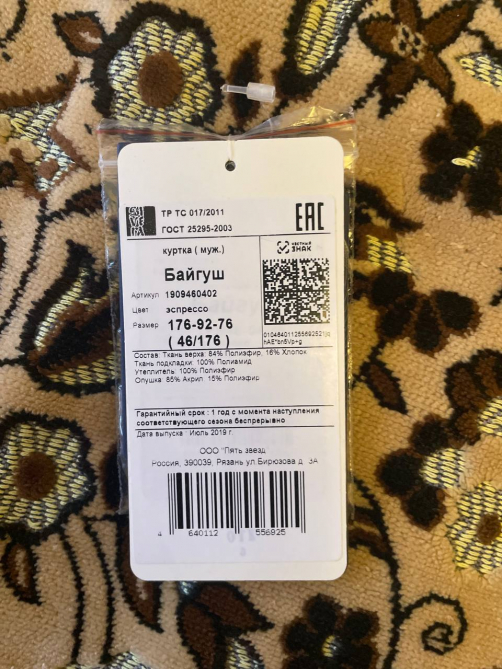 ТР ТС 017/2011
ГОСТ 25295-2003
EAC
куртка ( муж.)
Байгуш
ЧЕСТНЫЙ
ЗНАК
Артикул 1909460402
Цвет эспрессо
Размер 176-92-76
( 46/176 )
Состав: Ткань верха: 84% Полиэфир, 16% Хлопок
Ткань подкладки: 100% Полиамид
Утеплитель: 100% Полиэфир
Опушка: 85% Акрил 15% Полиэфир
Гарантийный срок : 1 год с момента наступления
соответствующего сезона беспрерывно
Дата выпуска : Июль 2019 г.
ООО "Пять звезд
Россия, 390039, Рязань ул.Бирюзова д 3А
4 640112 556925